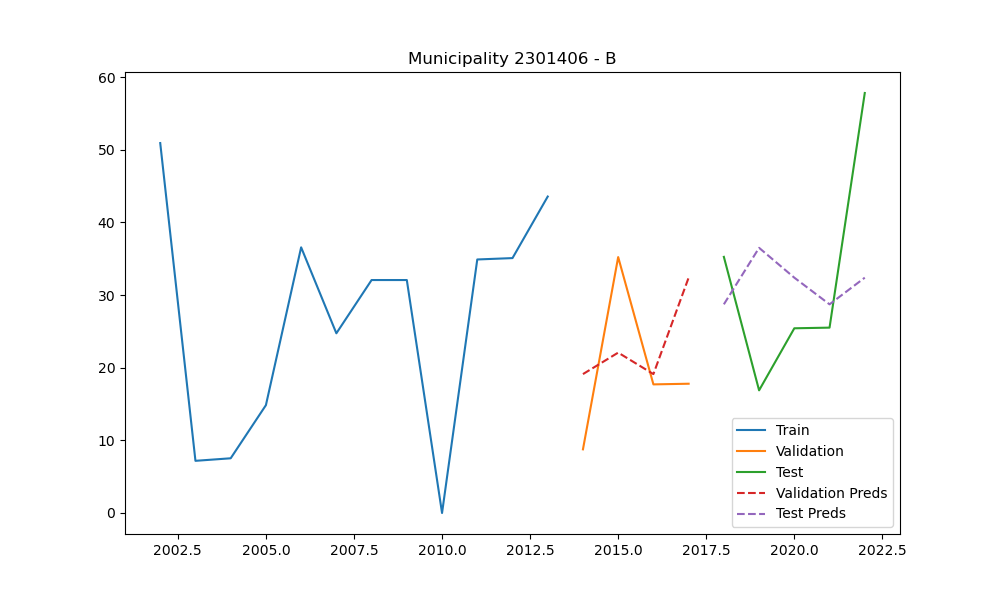 Municipality 2301406 - B
60
50
40
30
20
10
0
2002.5 2005.0 2007.5 2010.0 2012.5 2015.0 2017.5 2020.0 2022.5
Train
Validation
Test
Validation Preds
Test Preds